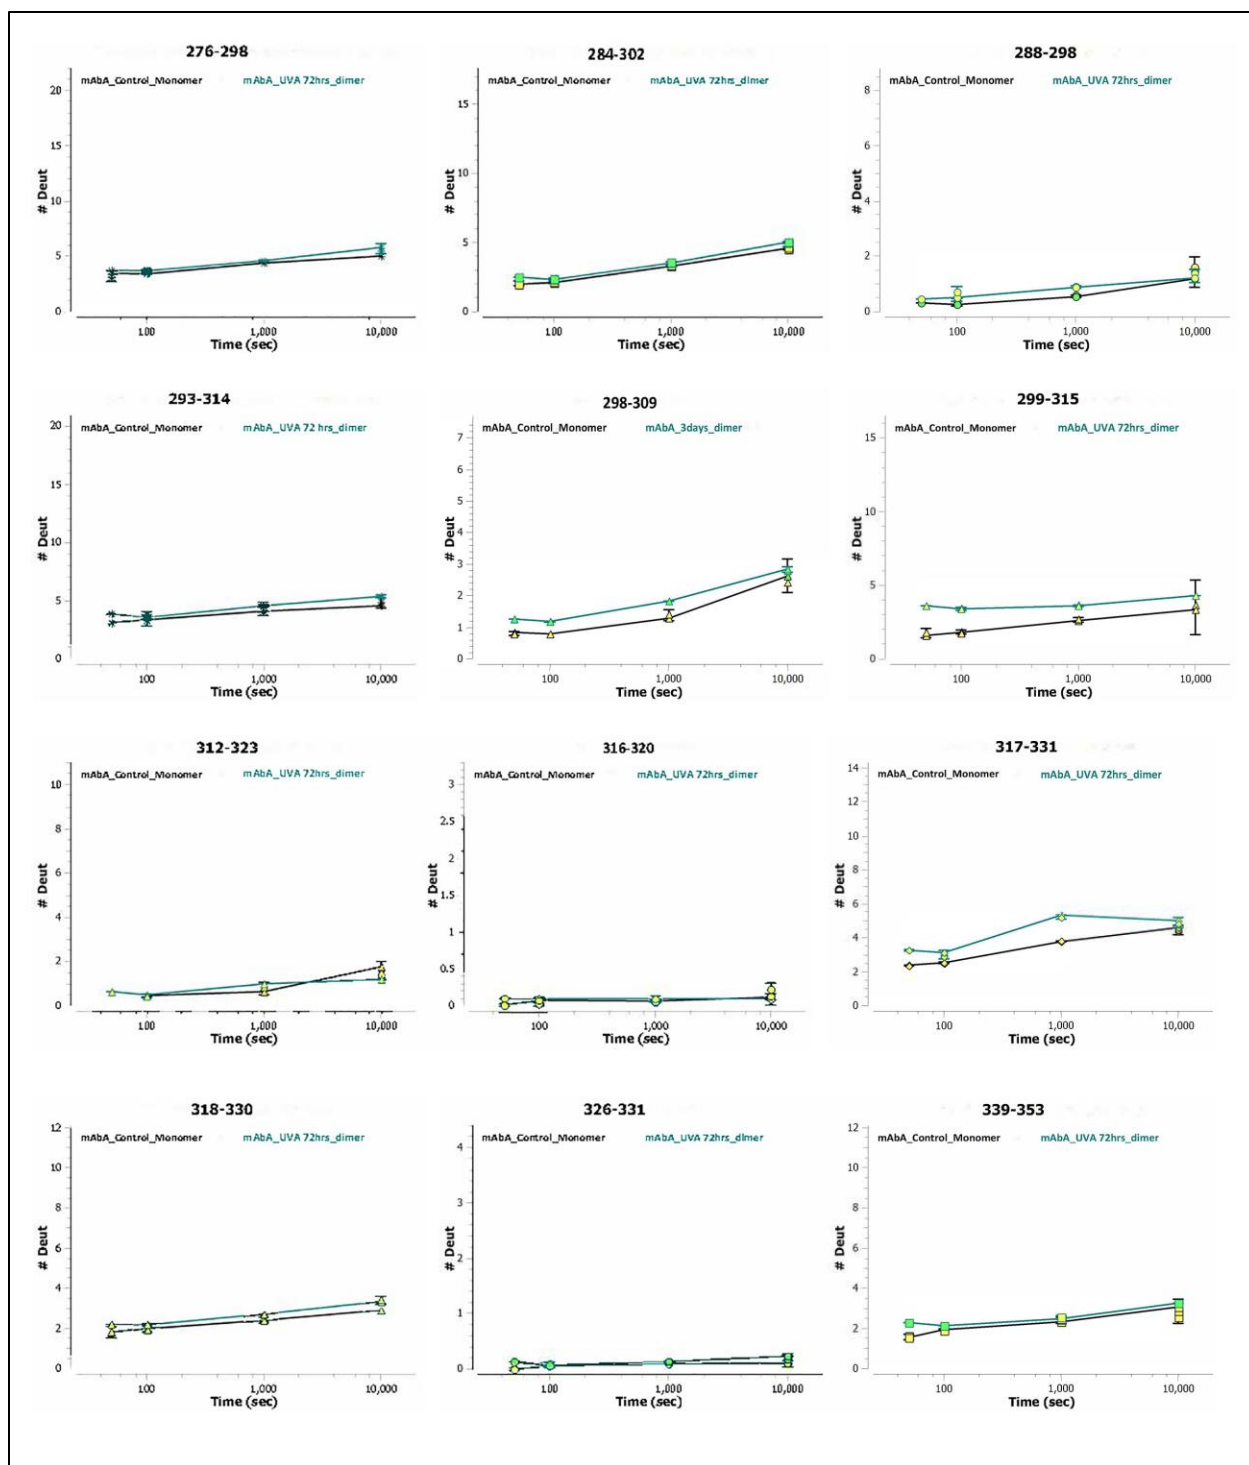 276-298
mAbA_Control_Monomer mAbA_UVA 72hrs_dimer
20
15
10
5
0
# Deut
100 1,000 10,000
Time (sec)
284-302
mAbA_Control_Monomer mAbA_UVA 72hrs_dimer
15
10
5
0
# Deut
100 1,000 10,000
Time (sec)
288-298
mAbA_Control_Monomer mAbA_UVA 72hrs_dimer
8
6
4
2
0
# Deut
100 1,000 10,000
Time (sec)
293-314
mAbA_Control_Monomer mAbA_UVA 72 hrs_dimer
20
15
10
5
0
# Deut
100 1,000 10,000
Time (sec)
298-309
mAbA_Control_Monomer mAbA_3days_dimer
7
6
5
4
3
2
1
0
# Deut
100 1,000 10,000
Time (sec)
299-315
mAbA_Control_Monomer mAbA_UVA 72hrs_dimer
15
10
5
0
# Deut
100 1,000 10,000
Time (sec)
312-323
mAbA_Control_Monomer mAbA_UVA 72hrs_dimer
10
8
6
4
2
0
# Deut
100 1,000 10,000
Time (sec)
316-320
mAbA_Control_Monomer mAbA_UVA 72hrs_dimer
3
2.5
2
1.5
1
0.5
0
# Deut
100 1,000 10,000
Time (sec)
317-331
mAbA_Control_Monomer mAbA_UVA 72hrs_dimer
14
12
10
8
6
4
2
0
# Deut
100 1,000 10,000
Time (sec)
318-330
mAbA_Control_Monomer mAbA_UVA 72hrs_dimer
12
10
8
6
4
2
0
# Deut
100 1,000 10,000
Time (sec)
326-331
mAbA_Control_Monomer mAbA_UVA 72hrs_dimer
4
3
2
1
0
# Deut
100 1,000 10,000
Time (sec)
339-353
mAbA_Control_Monomer mAbA_UVA 72hrs_dimer
12
10
8
6
4
2
0
# Deut
100 1,000 10,000
Time (sec)